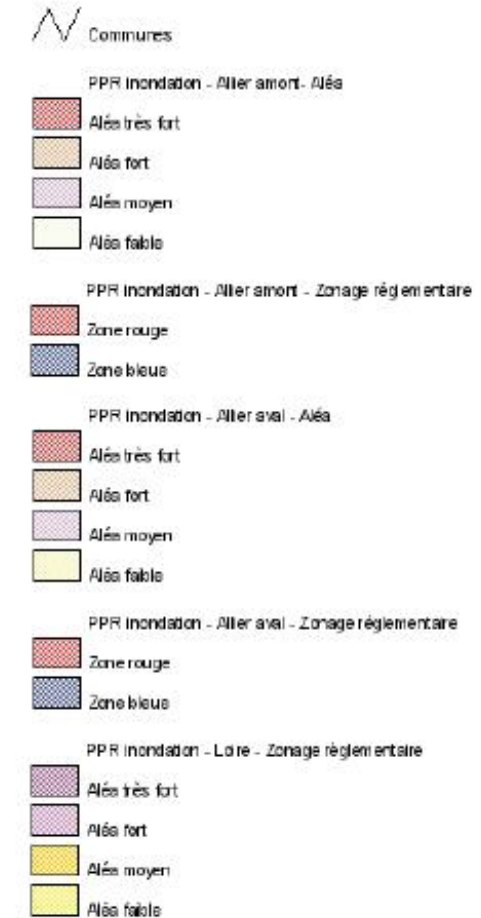 Communes
PPR inondation - Allier amont- Aléa
Aléa très fort
Aléa fort
Aléa moyen
Aléa faible
PPR inondation - Allier amont - Zonage réglementaire
Zone rouge
Zone bleue
PPR inondation - Allier aval - Aléa
Aléa très fort
Aléa fort
Aléa moyen
Aléa faible
PPR inondation - Allier aval - Zonage réglementaire
Zone rouge
Zone bleue
PPR inondation - Loire - Zonage règlementaire
Aléa très fort
Aléa fort
Aléa moyen
Aléa faible